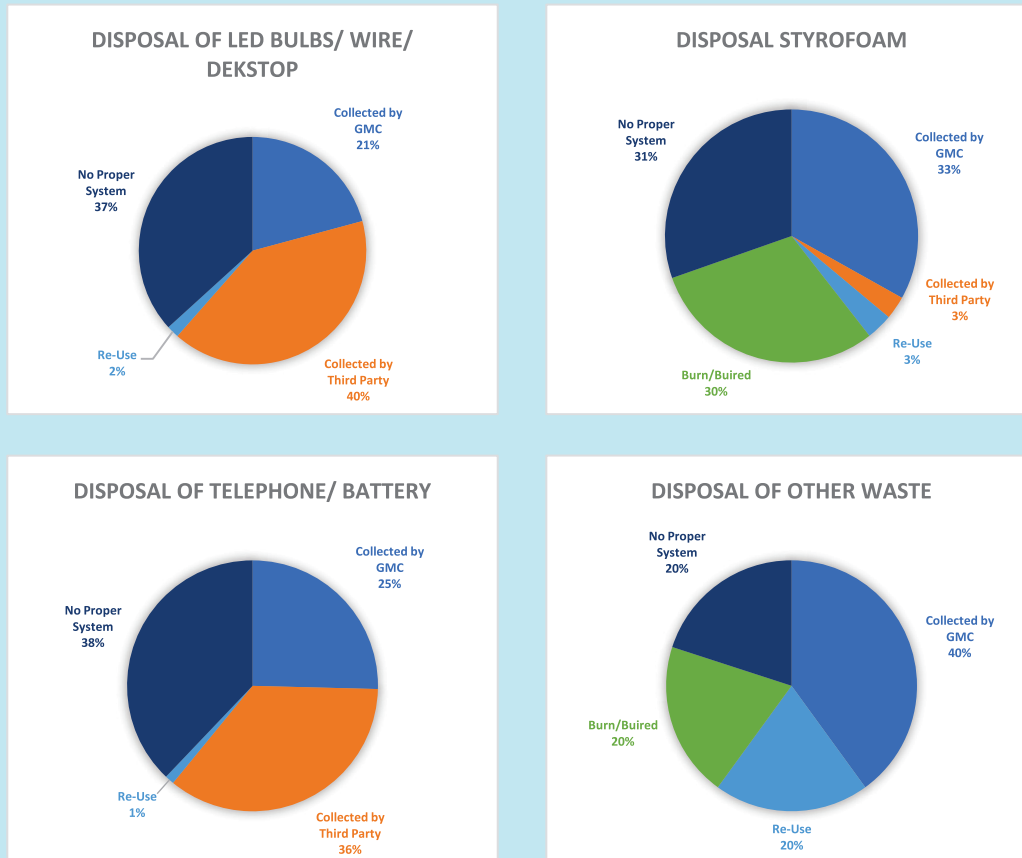 DISPOSAL OF LED BULBS/ WIRE/
DEKSTOP
Collected by
GMC
21%
No Proper
System
37%
Re-Use
2%
Collected by
Third Party
40%
DISPOSAL STYROFOAM
No Proper
System
31%
Collected by
GMC
33%
Collected by
Third Party
3%
Re-Use
3%
Burn/Buired
30%
DISPOSAL OF TELEPHONE/ BATTERY
Collected by
GMC
25%
No Proper
System
38%
Re-Use
1%
Collected by
Third Party
36%
DISPOSAL OF OTHER WASTE
No Proper
System
20%
Collected by
GMC
40%
Burn/Buired
20%
Re-Use
20%